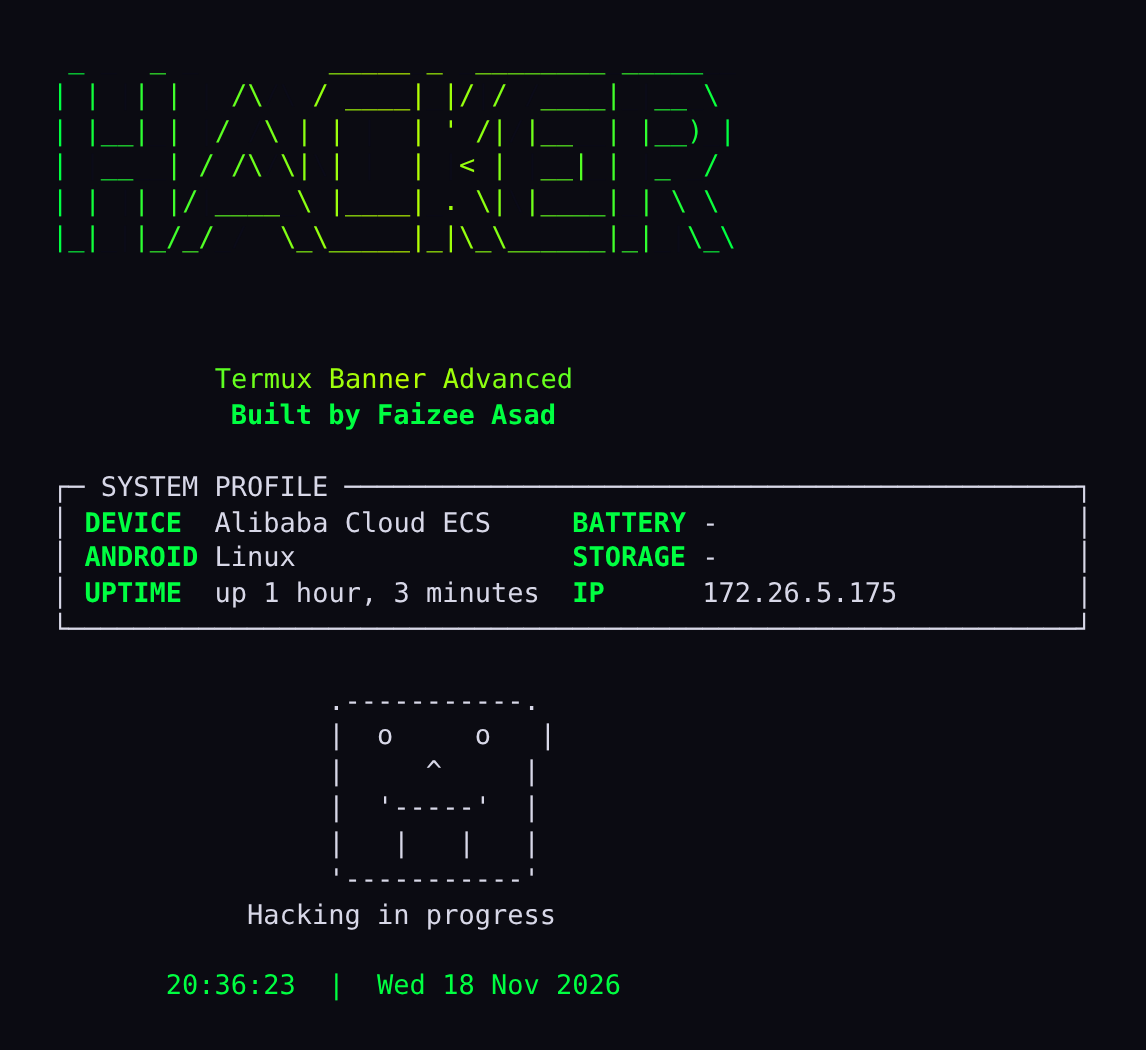 HACKER
Termux Banner Advanced
Built by Faizee Asad
SYSTEM PROFILE
DEVICE Alibaba Cloud ECS BATTERY -
ANDROID Linux STORAGE -
UPTIME up 1 hour, 3 minutes IP 172.26.5.175
Hacking in progress
20:36:23 | Wed 18 Nov 2026